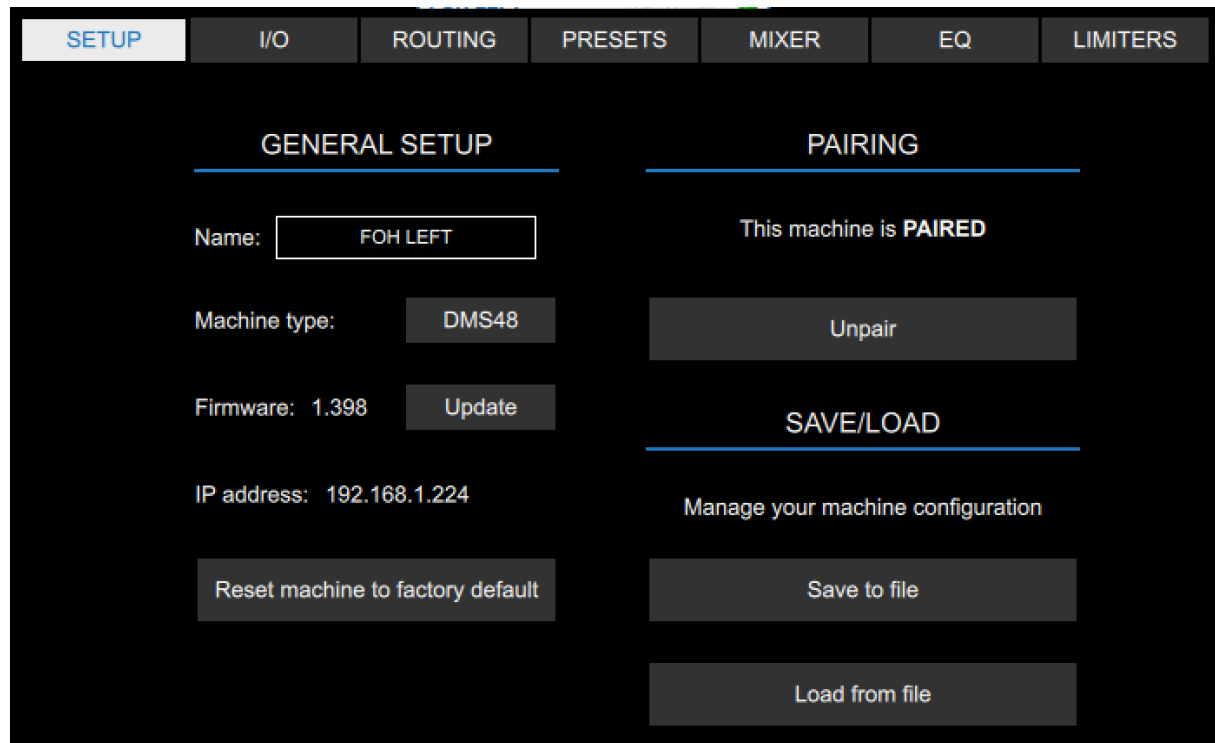 SETUP I/O ROUTING PRESETS MIXER EQ LIMITERS
GENERAL SETUP
Name: FOH LEFT
Machine type: DMS48
Firmware: 1.398 Update
IP address: 192.168.1.224
Reset machine to factory default
PAIRING
This machine is PAIRED
Unpair
SAVE/LOAD
Manage your machine configuration
Save to file
Load from file